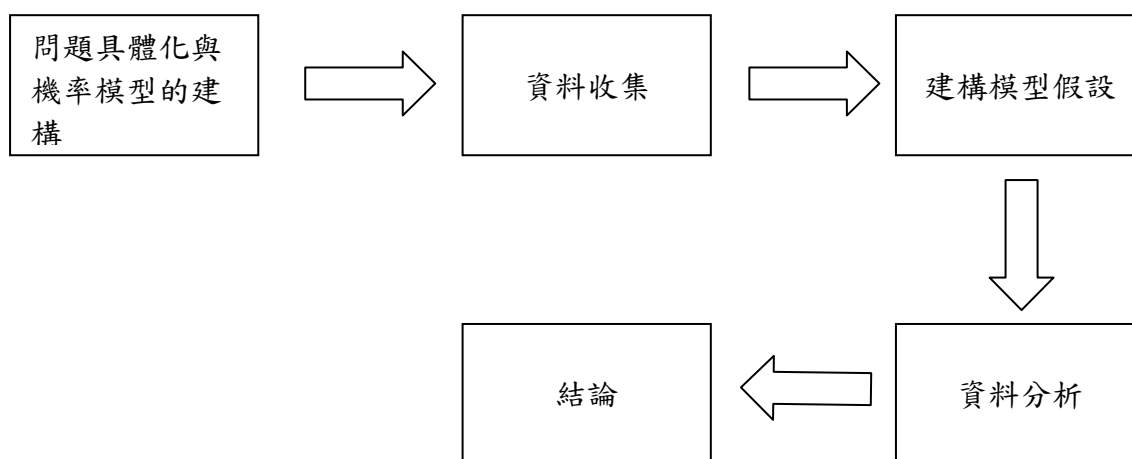 問題具體化與
機率模型的建
構
資料收集
建構模型假設
資料分析
結論